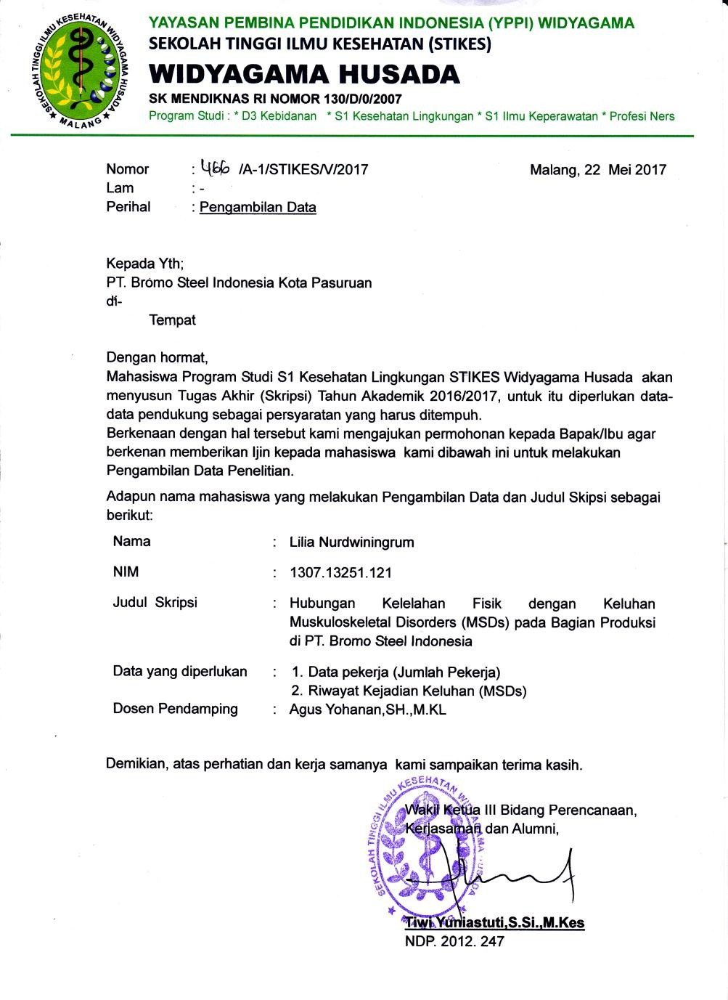 YAYASAN PEMBINA PENDIDIKAN INDONESIA (YPPI) WIDYAGAMA
SEKOLAH TINGGI ILMU KESEHATAN (STIKES)
WIDYAGAMA HUSADA
SK MENDIKNAS RI NOMOR 130/D/0/2007
Program Studi : * D3 Kebidanan * S1 Kesehatan Lingkungan * S1 Ilmu Keperawatan * Profesi Ners
SEKOLAH TINGGI ILMU KESEHATAN WIDYAGAMA HUSADA
★ MALANG ★
Nomor : 466 /A-1/STIKES/V/2017 Malang, 22 Mei 2017
Lam : -
Perihal : Pengambilan Data
Kepada Yth;
PT. Bromo Steel Indonesia Kota Pasuruan
di-
Tempat
Dengan hormat,
Mahasiswa Program Studi S1 Kesehatan Lingkungan STIKES Widyagama Husada akan
menyusun Tugas Akhir (Skripsi) Tahun Akademik 2016/2017, untuk itu diperlukan data-
data pendukung sebagai persyaratan yang harus ditempuh.
Berkenaan dengan hal tersebut kami mengajukan permohonan kepada Bapak/Ibu agar
berkenan memberikan Ijin kepada mahasiswa kami dibawah ini untuk melakukan
Pengambilan Data Penelitian.
Adapun nama mahasiswa yang melakukan Pengambilan Data dan Judul Skipsi sebagai
berikut:
Nama : Lilia Nurdwiningrum
NIM : 1307.13251.121
Judul Skripsi : Hubungan Kelelahan Fisik dengan Keluhan
Muskuloskeletal Disorders (MSDs) pada Bagian Produksi
di PT. Bromo Steel Indonesia
Data yang diperlukan : 1. Data pekerja (Jumlah Pekerja)
2. Riwayat Kejadian Keluhan (MSDs)
Dosen Pendamping : Agus Yohanan,SH.,M.KL
Demikian, atas perhatian dan kerja samanya kami sampaikan terima kasih.
Wakil Ketua III Bidang Perencanaan,
Kerjasaman dan Alumni,
SEKOLAH TINGGI ILMU KESEHATAN WIDYAGAMA HUSADA
★ MALANG ★
Tiwi Yuniastuti,S.Si.,M.Kes
NDP. 2012. 247